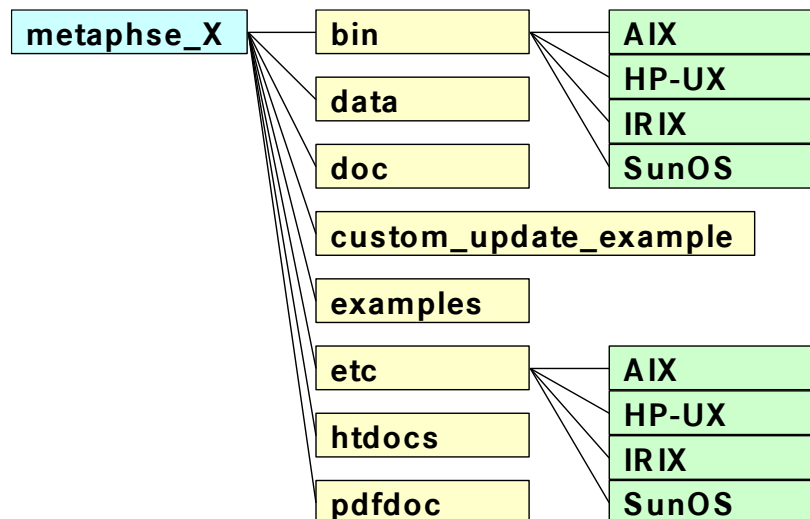 metaphse_X
bin
AIX
HP-UX
IRIX
SunOS
data
doc
custom_update_example
examples
etc
AIX
HP-UX
IRIX
SunOS
htdocs
pdfdoc